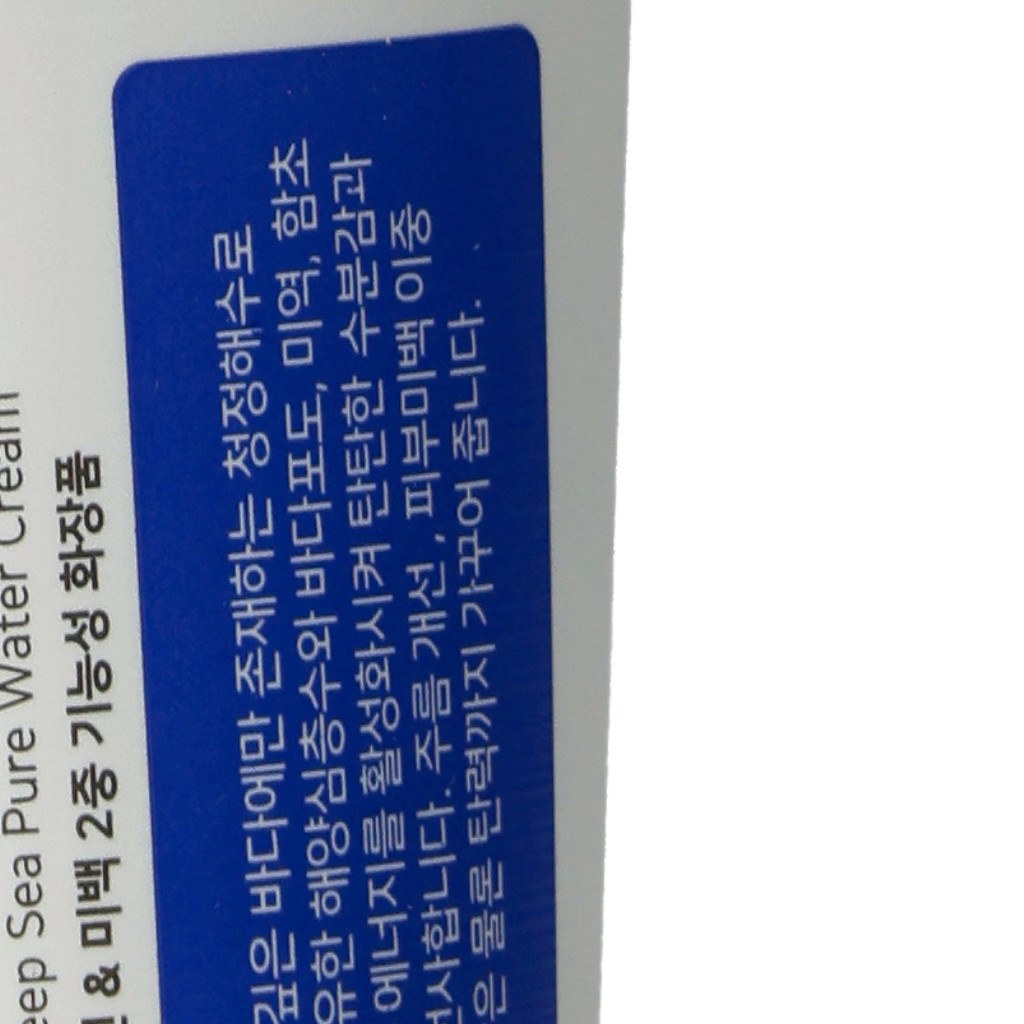 Sea Pure Water Cream
& 미백 2중 기능성 화장품
깊은 바다에만 존재하는 청정해수로
유한 해양심층수와 바다포도, 미역, 함초
에너지를 활성화시켜 탄탄한 수분감과
사합니다. 주름 개선, 피부미백 이중
은 물론 탄력까지 가꾸어 줍니다.